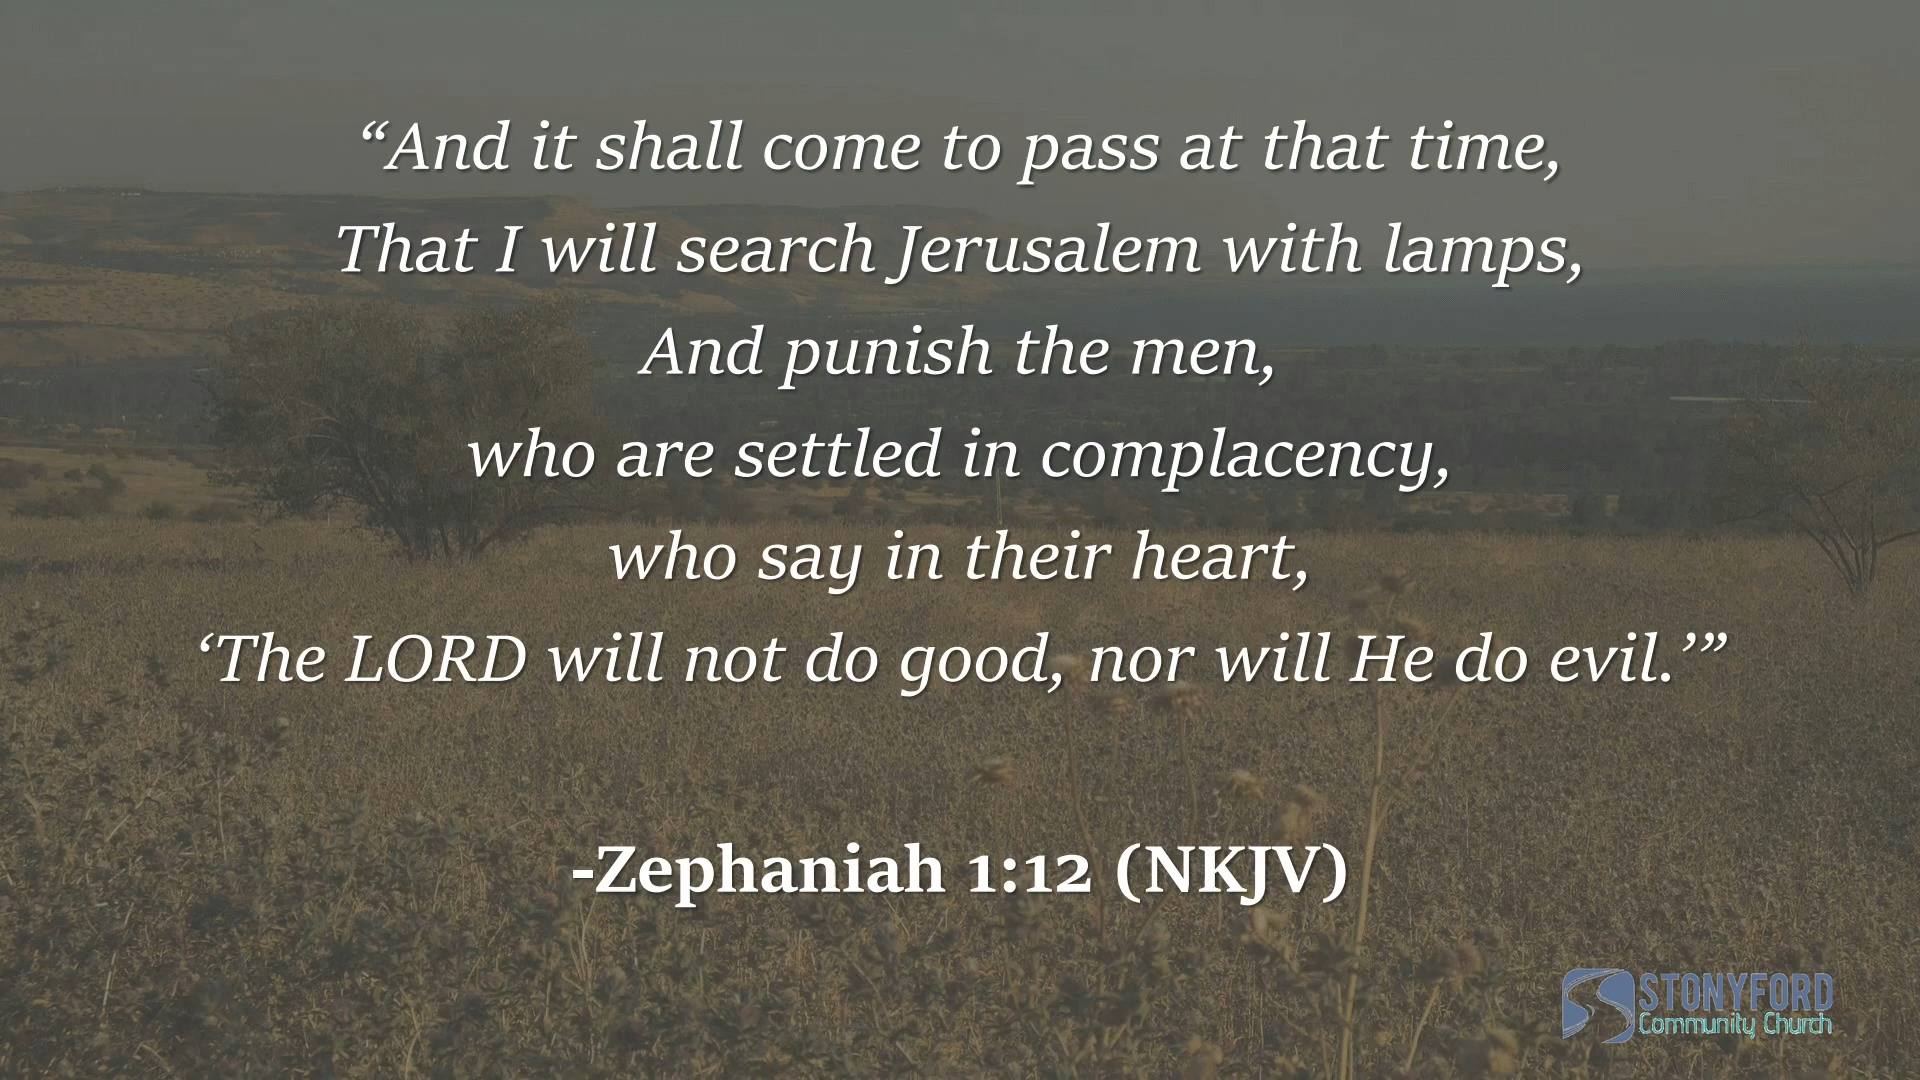 “And it shall come to pass at that time,
That I will search Jerusalem with lamps,
And punish the men,
who are settled in complacency,
who say in their heart,
‘The LORD will not do good, nor will He do evil.’”
-Zephaniah 1:12 (NKJV)
STONYFORD
Community Church